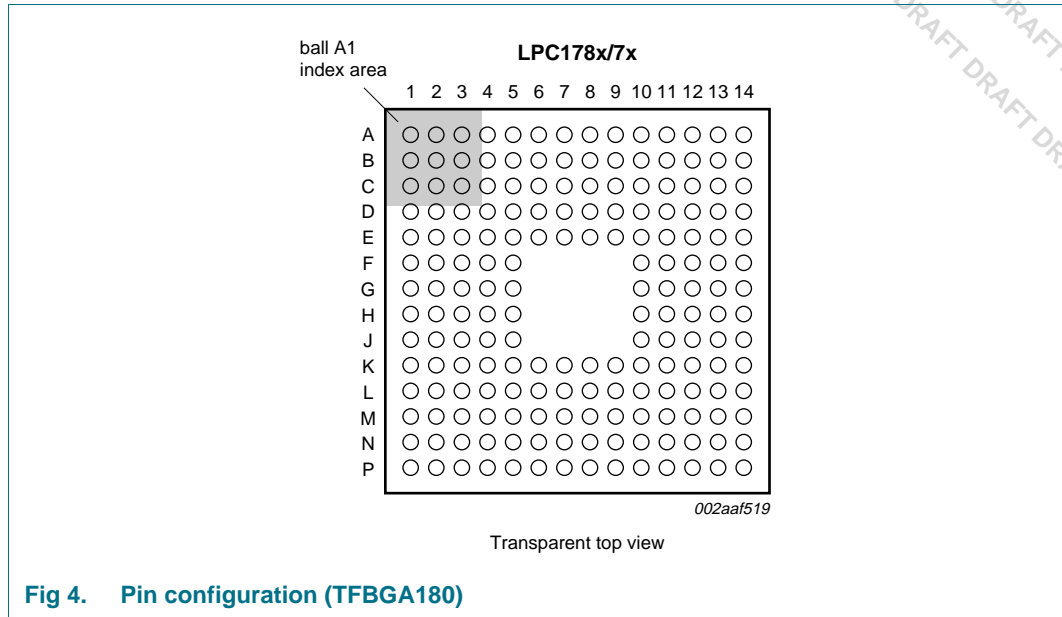 DRAFT
DRAFT DRAFT
ball A1
index area
LPC178x/7x
1 2 3 4 5 6 7 8 9 10 11 12 13 14
A
B
C
D
E
F
G
H
J
K
L
M
N
P
002aaf519
Transparent top view
Fig 4. Pin configuration (TFBGA180)